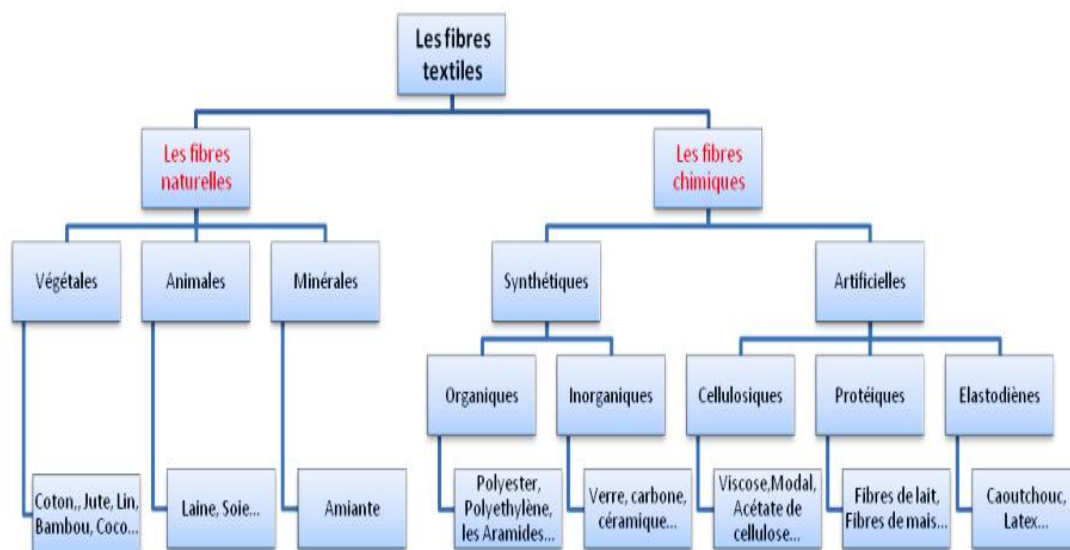 Les fibres
textiles
Les fibres
naturelles
Les fibres
chimiques
Végétales
Animales
Minérales
Synthétiques
Artificielles
Organiques
Inorganiques
Cellulosiques
Protéiques
Elastodiènes
Coton,, Jute, Lin,
Bambou, Coco...
Laine, Soie...
Amiante
Polyester,
Polyethylène,
les Aramides...
Verre, carbone,
céramique...
Viscose,Modal,
Acétate de
cellulose...
Fibres de lait,
Fibres de mais...
Caoutchouc,
Latex...